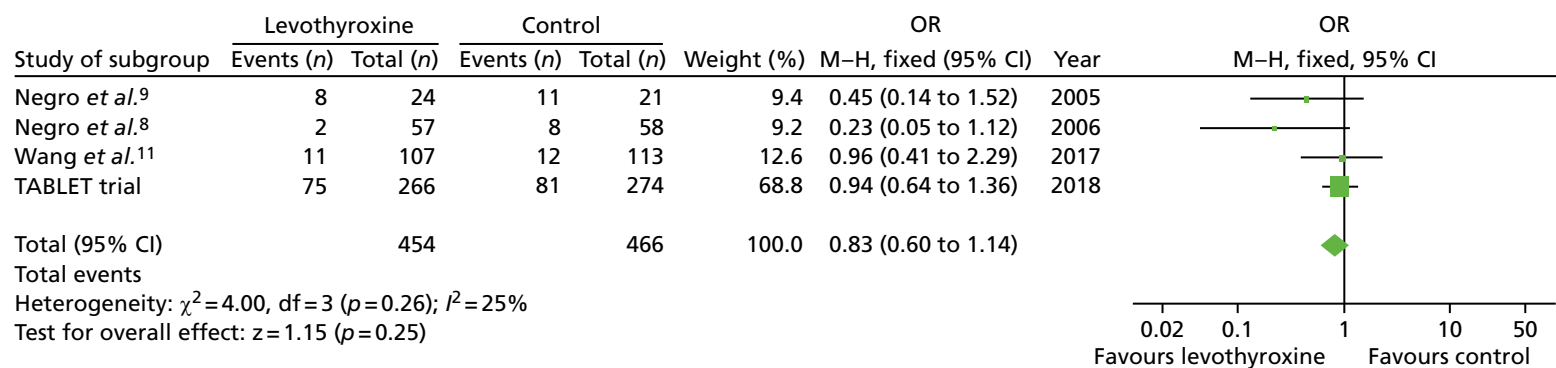 Levothyroxine Control OR OR
Study of subgroup Events (n) Total (n) Events (n) Total (n) Weight (%) M–H, fixed (95% CI) Year M–H, fixed, 95% CI
Negro et al.9 8 24 11 21 9.4 0.45 (0.14 to 1.52) 2005
Negro et al.8 2 57 8 58 9.2 0.23 (0.05 to 1.12) 2006
Wang et al.11 11 107 12 113 12.6 0.96 (0.41 to 2.29) 2017
TABLET trial 75 266 81 274 68.8 0.94 (0.64 to 1.36) 2018
Total (95% CI) 454 466 100.0 0.83 (0.60 to 1.14)
Total events
Heterogeneity: χ2=4.00, df=3 (p=0.26); I2=25%
Test for overall effect: z=1.15 (p=0.25)
0.02 0.1 1 10 50
Favours levothyroxine Favours control